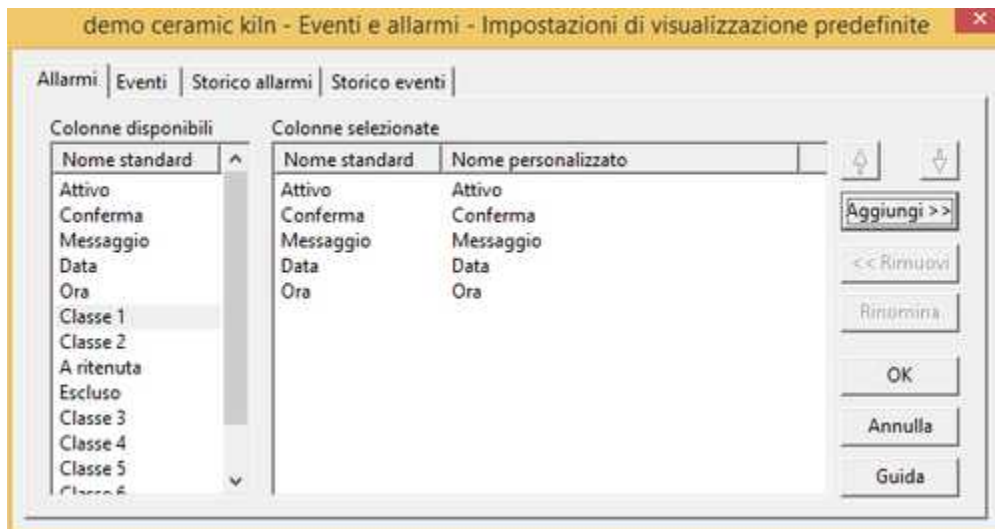 demo ceramic kiln - Eventi e allarmi - Impostazioni di visualizzazione predefinite
Allarmi Eventi Storico allarmi Storico eventi
Colonne disponibili
Nome standard
Attivo
Conferma
Messaggio
Data
Ora
Classe 1
Classe 2
A ritenuta
Escluso
Classe 3
Classe 4
Classe 5
Classe 6
Colonne selezionate
Nome standard Nome personalizzato
Attivo Attivo
Conferma Conferma
Messaggio Messaggio
Data Data
Ora Ora
Aggiungi >>
<< Rimuovi
Rinomina
OK
Annulla
Guida